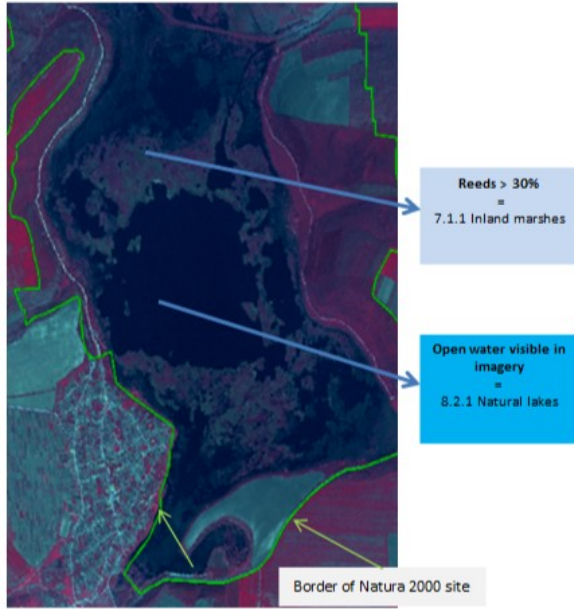 Reeds > 30%
=
7.1.1 Inland marshes
Open water visible in
imagery
=
8.2.1 Natural lakes
Border of Natura 2000 site